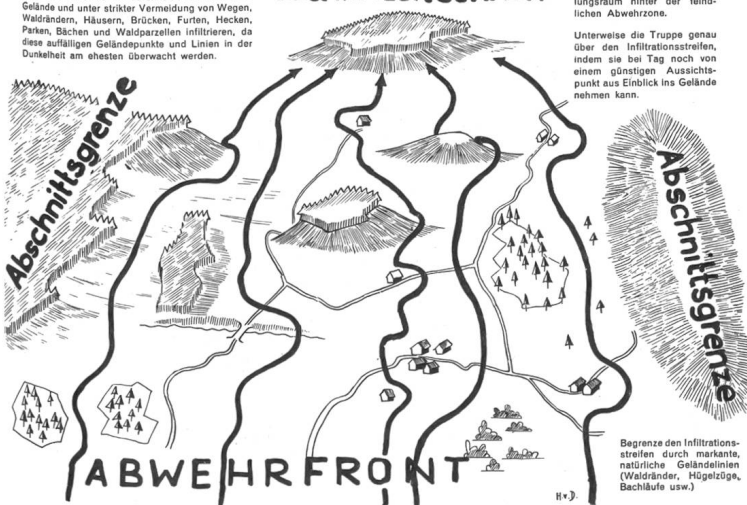 Gelände und unter strikter Vermeidung von Wegen,
Waldrändern, Häusern, Brücken, Furten, Hecken,
Parken, Bächen und Waldparzellen infiltrieren, da
diese auffälligen Geländepunkte und Linien in der
Dunkelheit am ehesten überwacht werden.
lungsraum hinter der feind-
lichen Abwehrzone.
Unterweise die Truppe genau
über den Infiltrationsstreifen,
indem sie bei Tag noch von
einem günstigen Aussichts-
punkt aus Einblick ins Gelände
nehmen kann.
Abschnittsgrenze
Abschnittsgrenze
ABWEHRFRONT
Begrenze den Infiltrations-
streifen durch markante,
natürliche Geländelinien
(Waldränder, Hügelzüge,
Bachläufe usw.)
H.v.D.